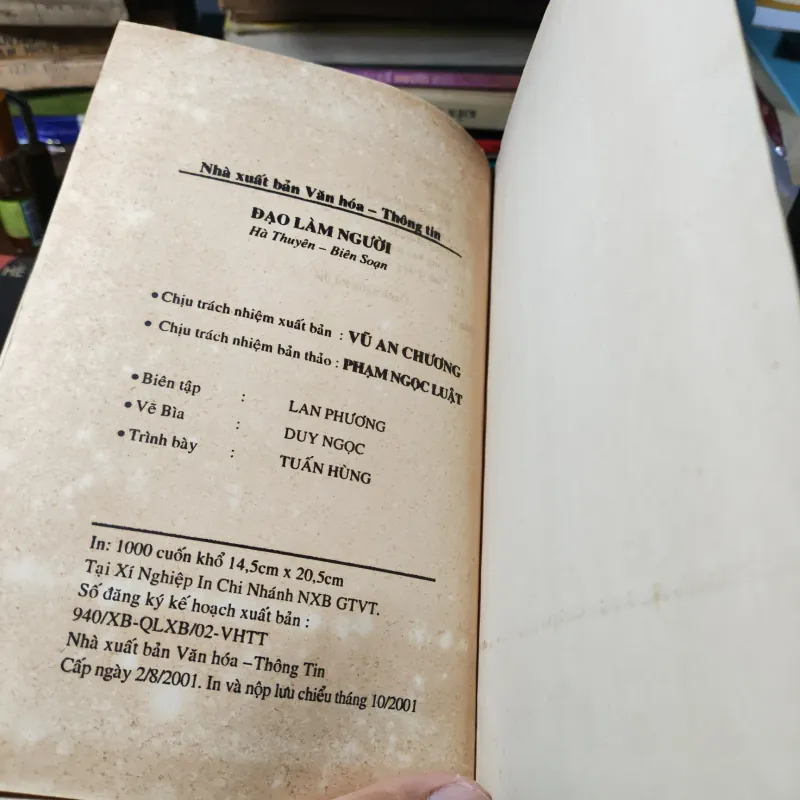 Nhà xuất bản Văn hóa – Thông tin
ĐẠO LÀM NGƯỜI
Hà Thuyên – Biên Soạn
• Chịu trách nhiệm xuất bản : VŨ AN CHƯƠNG
• Chịu trách nhiệm bản thảo : PHẠM NGỌC LUẬT
• Biên tập : LAN PHƯƠNG
• Vẽ Bìa : DUY NGỌC
• Trình bày : TUẤN HÙNG
In: 1000 cuốn khổ 14,5cm x 20,5cm
Tại Xí Nghiệp In Chi Nhánh NXB GTVT.
Số đăng ký kế hoạch xuất bản :
940/XB-QLXB/02-VHTT
Nhà xuất bản Văn hóa –Thông Tin
Cấp ngày 2/8/2001. In và nộp lưu chiểu tháng 10/2001